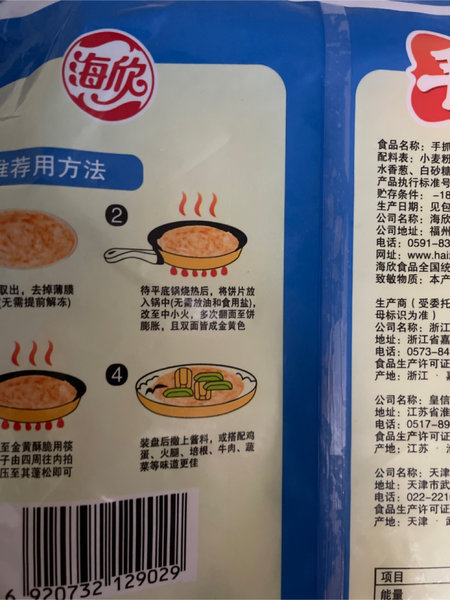 海欣
推荐用方法
2
取出，去掉薄膜
(无需提前解冻)
待平底锅烧热后，将饼片放
入锅中(无需放油和食用盐)，
改至中小火，多次翻面至饼
膨胀，且双面皆成金黄色
4
至金黄酥脆用筷
子由四周往内拍
压至其蓬松即可
装盘后撒上酱料，或搭配鸡
蛋、火腿、培根、牛肉、蔬
菜等味道更佳
6 920732 129029
手
食品名称：手抓
配料表：小麦粉
水香葱、白砂糖
产品执行标准号
贮存条件：-18
生产日期：见包
公司名称：海欣
公司地址：福州
电话：0591-83
网址：www.haix
海欣食品全国统
致敏物质：本产
生产商（受委托
母标识为准）
公司名称：浙江
地址：浙江省嘉
电话：0573-84
食品生产许可证
产地：浙江·嘉
公司名称：皇信
地址：江苏省淮
电话：0517-89
食品生产许可证
产地：江苏·
公司名称：天津
地址：天津市武
电话：022-2210
食品生产许可证
产地：天津·武
项目
能量